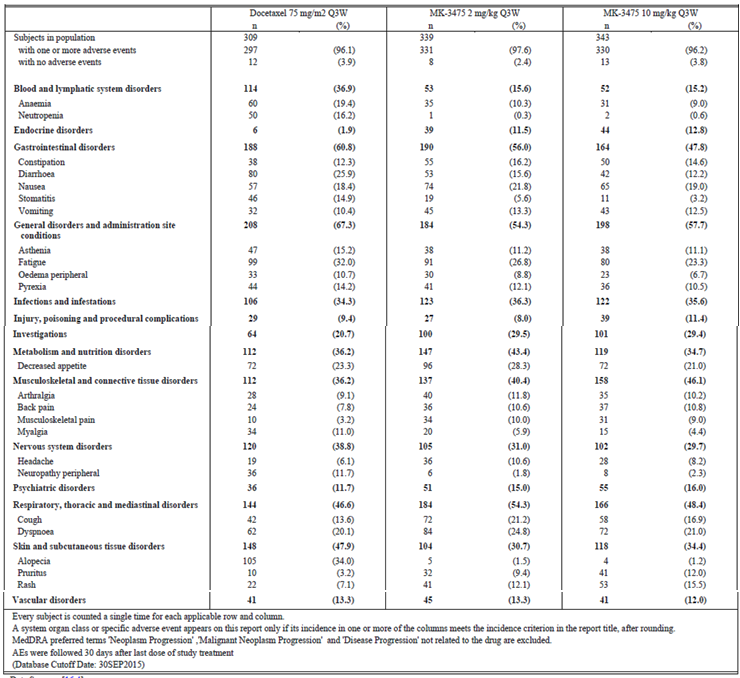 Docetaxel 75 mg/m2 Q3W MK-3475 2 mg/kg Q3W MK-3475 10 mg/kg Q3W
n (%) n (%) n (%)
Subjects in population 309 339 343
with one or more adverse events 297 (96.1) 331 (97.6) 330 (96.2)
with no adverse events 12 (3.9) 8 (2.4) 13 (3.8)
Blood and lymphatic system disorders 114 (36.9) 53 (15.6) 52 (15.2)
Anaemia 60 (19.4) 35 (10.3) 31 (9.0)
Neutropenia 50 (16.2) 1 (0.3) 2 (0.6)
Endocrine disorders 6 (1.9) 39 (11.5) 44 (12.8)
Gastrointestinal disorders 188 (60.8) 190 (56.0) 164 (47.8)
Constipation 38 (12.3) 55 (16.2) 50 (14.6)
Diarrhoea 80 (25.9) 53 (15.6) 42 (12.2)
Nausea 57 (18.4) 74 (21.8) 65 (19.0)
Stomatitis 46 (14.9) 19 (5.6) 11 (3.2)
Vomiting 32 (10.4) 45 (13.3) 43 (12.5)
General disorders and administration site 208 (67.3) 184 (54.3) 198 (57.7)
conditions
Asthenia 47 (15.2) 38 (11.2) 38 (11.1)
Fatigue 99 (32.0) 91 (26.8) 80 (23.3)
Oedema peripheral 33 (10.7) 30 (8.8) 23 (6.7)
Pyrexia 44 (14.2) 41 (12.1) 36 (10.5)
Infections and infestations 106 (34.3) 123 (36.3) 122 (35.6)
Injury, poisoning and procedural complications 29 (9.4) 27 (8.0) 39 (11.4)
Investigations 64 (20.7) 100 (29.5) 101 (29.4)
Metabolism and nutrition disorders 112 (36.2) 147 (43.4) 119 (34.7)
Decreased appetite 72 (23.3) 96 (28.3) 72 (21.0)
Musculoskeletal and connective tissue disorders 112 (36.2) 137 (40.4) 158 (46.1)
Arthralgia 28 (9.1) 40 (11.8) 35 (10.2)
Back pain 24 (7.8) 36 (10.6) 37 (10.8)
Musculoskeletal pain 10 (3.2) 34 (10.0) 31 (9.0)
Myalgia 34 (11.0) 20 (5.9) 15 (4.4)
Nervous system disorders 120 (38.8) 105 (31.0) 102 (29.7)
Headache 19 (6.1) 36 (10.6) 28 (8.2)
Neuropathy peripheral 36 (11.7) 6 (1.8) 8 (2.3)
Psychiatric disorders 36 (11.7) 51 (15.0) 55 (16.0)
Respiratory, thoracic and mediastinal disorders 144 (46.6) 184 (54.3) 166 (48.4)
Cough 42 (13.6) 72 (21.2) 58 (16.9)
Dyspnoea 62 (20.1) 84 (24.8) 72 (21.0)
Skin and subcutaneous tissue disorders 148 (47.9) 104 (30.7) 118 (34.4)
Alopecia 105 (34.0) 5 (1.5) 4 (1.2)
Pruritus 10 (3.2) 32 (9.4) 41 (12.0)
Rash 22 (7.1) 41 (12.1) 53 (15.5)
Vascular disorders 41 (13.3) 45 (13.3) 41 (12.0)
Every subject is counted a single time for each applicable row and column.
A system organ class or specific adverse event appears on this report only if its incidence in one or more of the columns meets the incidence criterion in the report title, after rounding.
MedDRA preferred terms 'Neoplasm Progression' ,'Malignant Neoplasm Progression' and 'Disease Progression' not related to the drug are excluded.
AEs were followed 30 days after last dose of study treatment
(Database Cutoff Date: 30SEP2015)